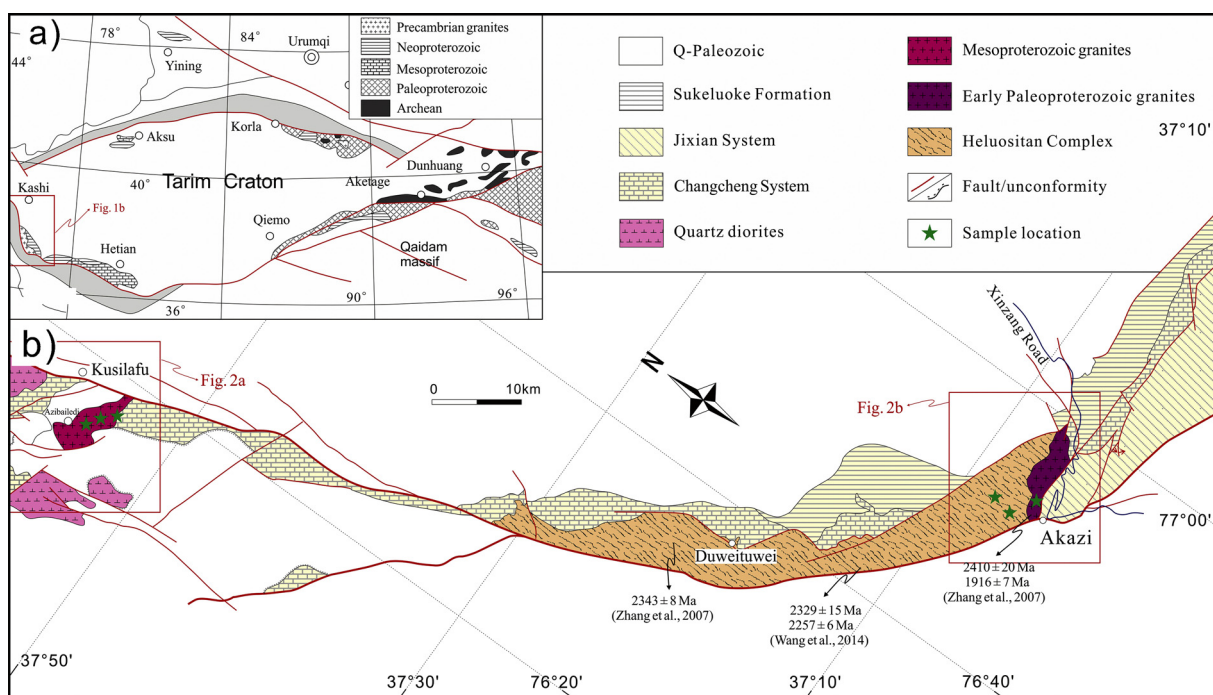 a)
78°
84°
Urumqi
44°
Yining
Precambrian granites
Neoproterozoic
Mesoproterozoic
Paleoproterozoic
Archean
Korla
Aksu
Dunhuang
40°
Tarim Craton
Aketage
Kashi
Fig. 1b
Qiemo
Hetian
Qaidam
massif
36°
90°
96°
Q-Paleozoic
Sukeluoke Formation
Jixian System
Changcheng System
Quartz diorites
Mesoproterozoic granites
Early Paleoproterozoic granites
Heluositan Complex
Fault/unconformity
Sample location
37°10'
b)
Kusilafu
Fig. 2a
Azibailedi
0 10km
N
Xinzang Road
Fig. 2b
Duweituwei
Akazi
77°00'
2343±8 Ma
(Zhang et al., 2007)
2329±15 Ma
2257±6 Ma
(Wang et al., 2014)
2410±20 Ma
1916±7 Ma
(Zhang et al., 2007)
37°50'
37°30'
76°20'
37°10'
76°40'